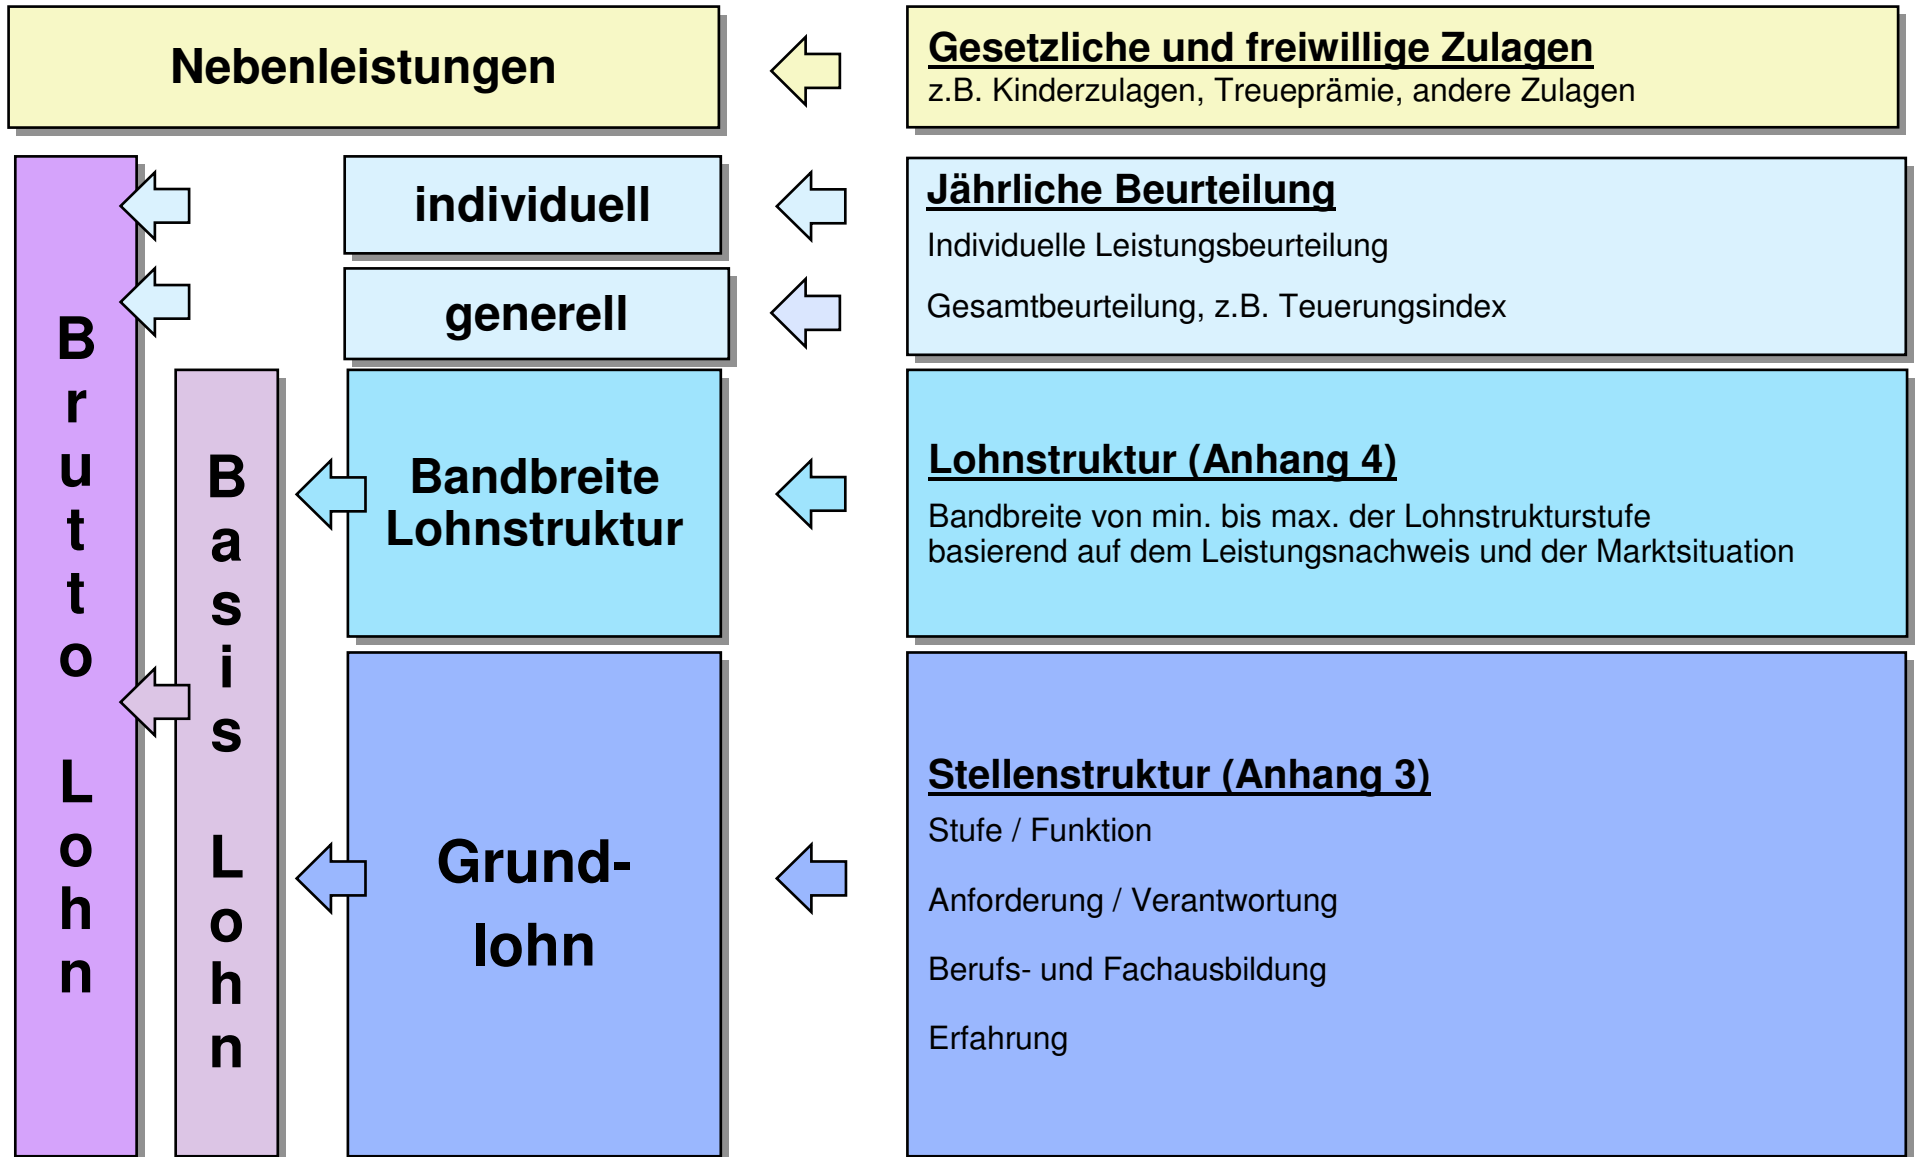 Nebenleistungen
Gesetzliche und freiwillige Zulagen
z.B. Kinderzulagen, Treueprämie, andere Zulagen
individuell
Jährliche Beurteilung
Individuelle Leistungsbeurteilung
generell
Gesamtbeurteilung, z.B. Teuerungsindex
Brutto Lohn
Basis Lohn
Bandbreite
Lohnstruktur
Lohnstruktur (Anhang 4)
Bandbreite von min. bis max. der Lohnstrukturstufe
basierend auf dem Leistungsnachweis und der Marktsituation
Grund-
lohn
Stellenstruktur (Anhang 3)
Stufe / Funktion
Anforderung / Verantwortung
Berufs- und Fachausbildung
Erfahrung